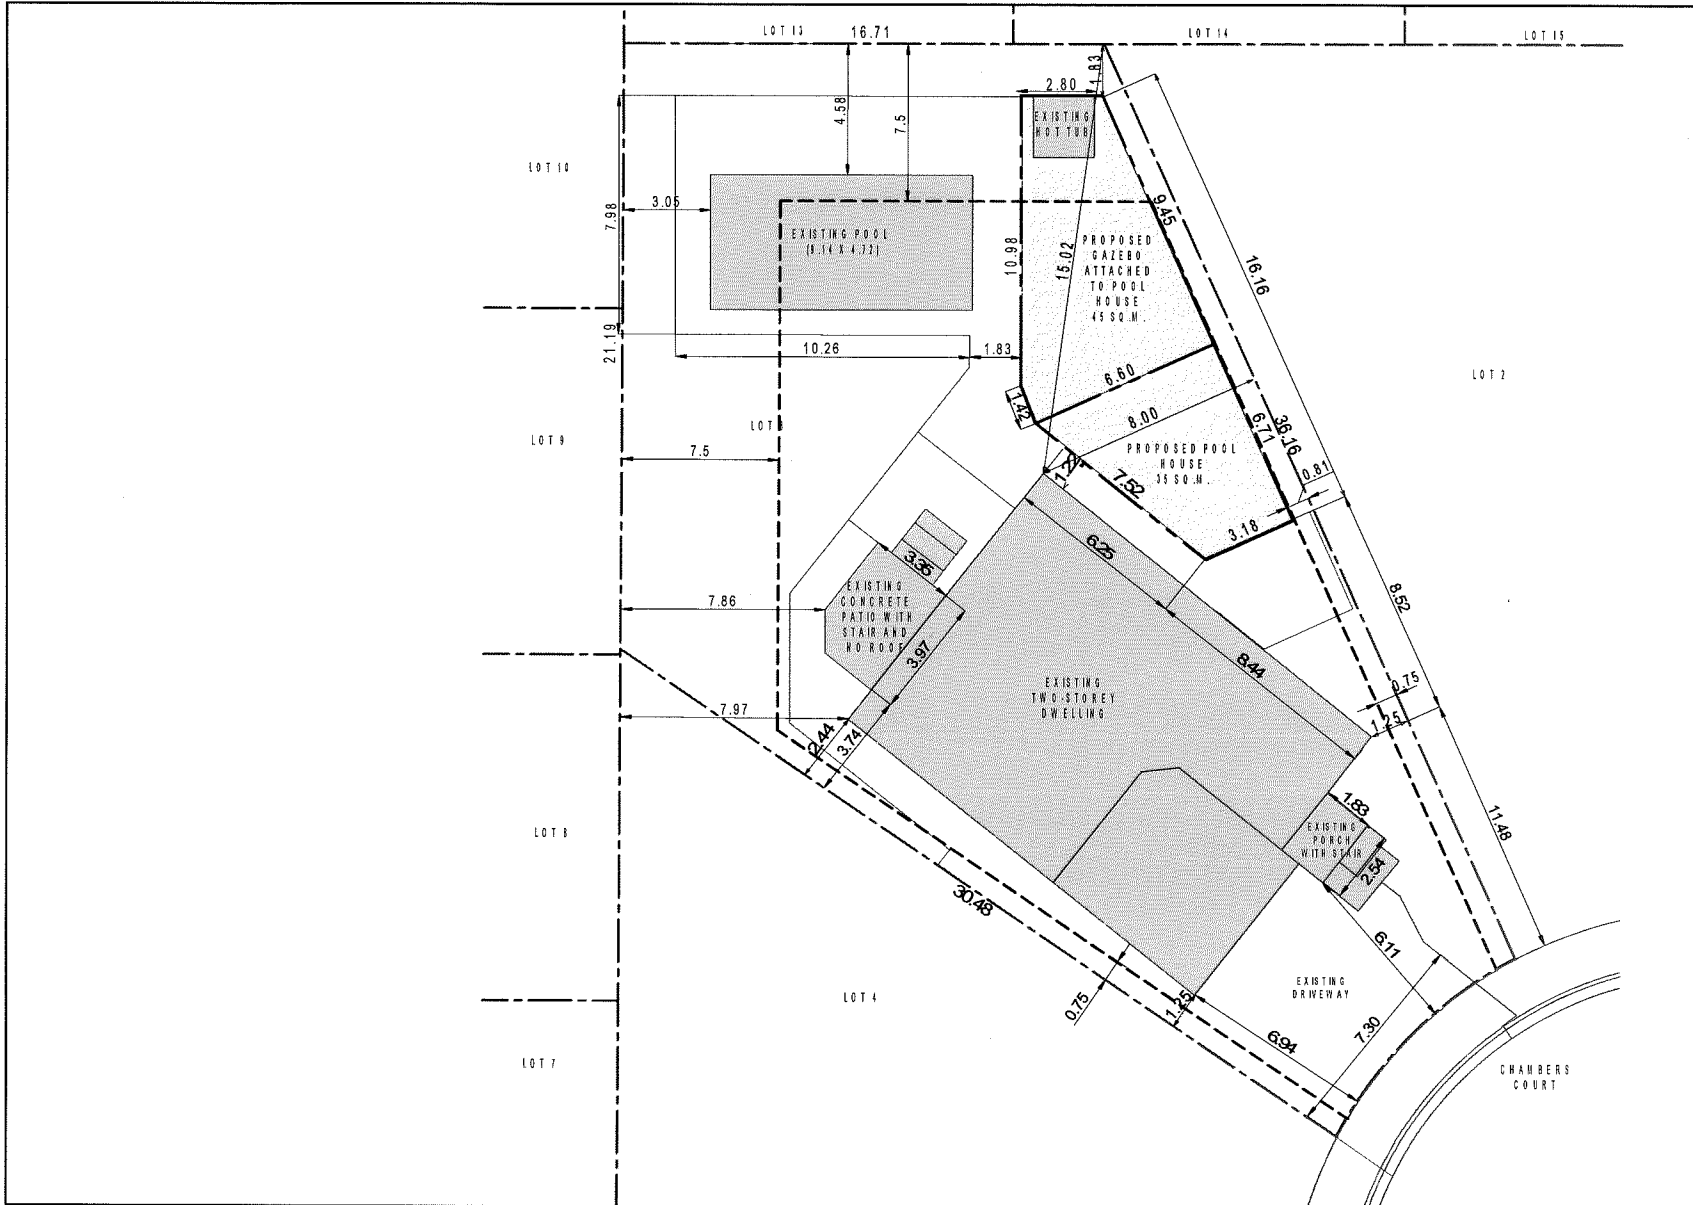 LOT 13
16.71
LOT 14
LOT 15
1.83
2.80
4.58
7.5
EXISTING
HOT TUB
LOT 10
7.98
3.05
9.45
EXISTING POOL
(9.14 X 4.72)
10.98
15.02
PROPOSED
GAZEBO
ATTACHED
TO POOL
HOUSE
45 SQ.M.
16.16
21.19
10.26
1.83
6.60
LOT 2
1.42
8.00
6.71
36.16
LOT 9
LOT
7.5
PROPOSED POOL
HOUSE
35 SQ.M.
7.52
0.81
3.18
6.25
3.35
7.86
EXISTING
CONCRETE
PATIO WITH
STAIR AND
NO ROOF
8.52
3.97
8.44
EXISTING
TWO-STOREY
DWELLING
0.75
7.97
1.25
2.44
3.74
1.83
11.48
LOT 8
EXISTING
PORCH
WITH STAIR
2.54
30.48
6.11
LOT 4
EXISTING
DRIVEWAY
0.75
1.25
6.94
7.30
LOT 7
CHAMBERS
COURT